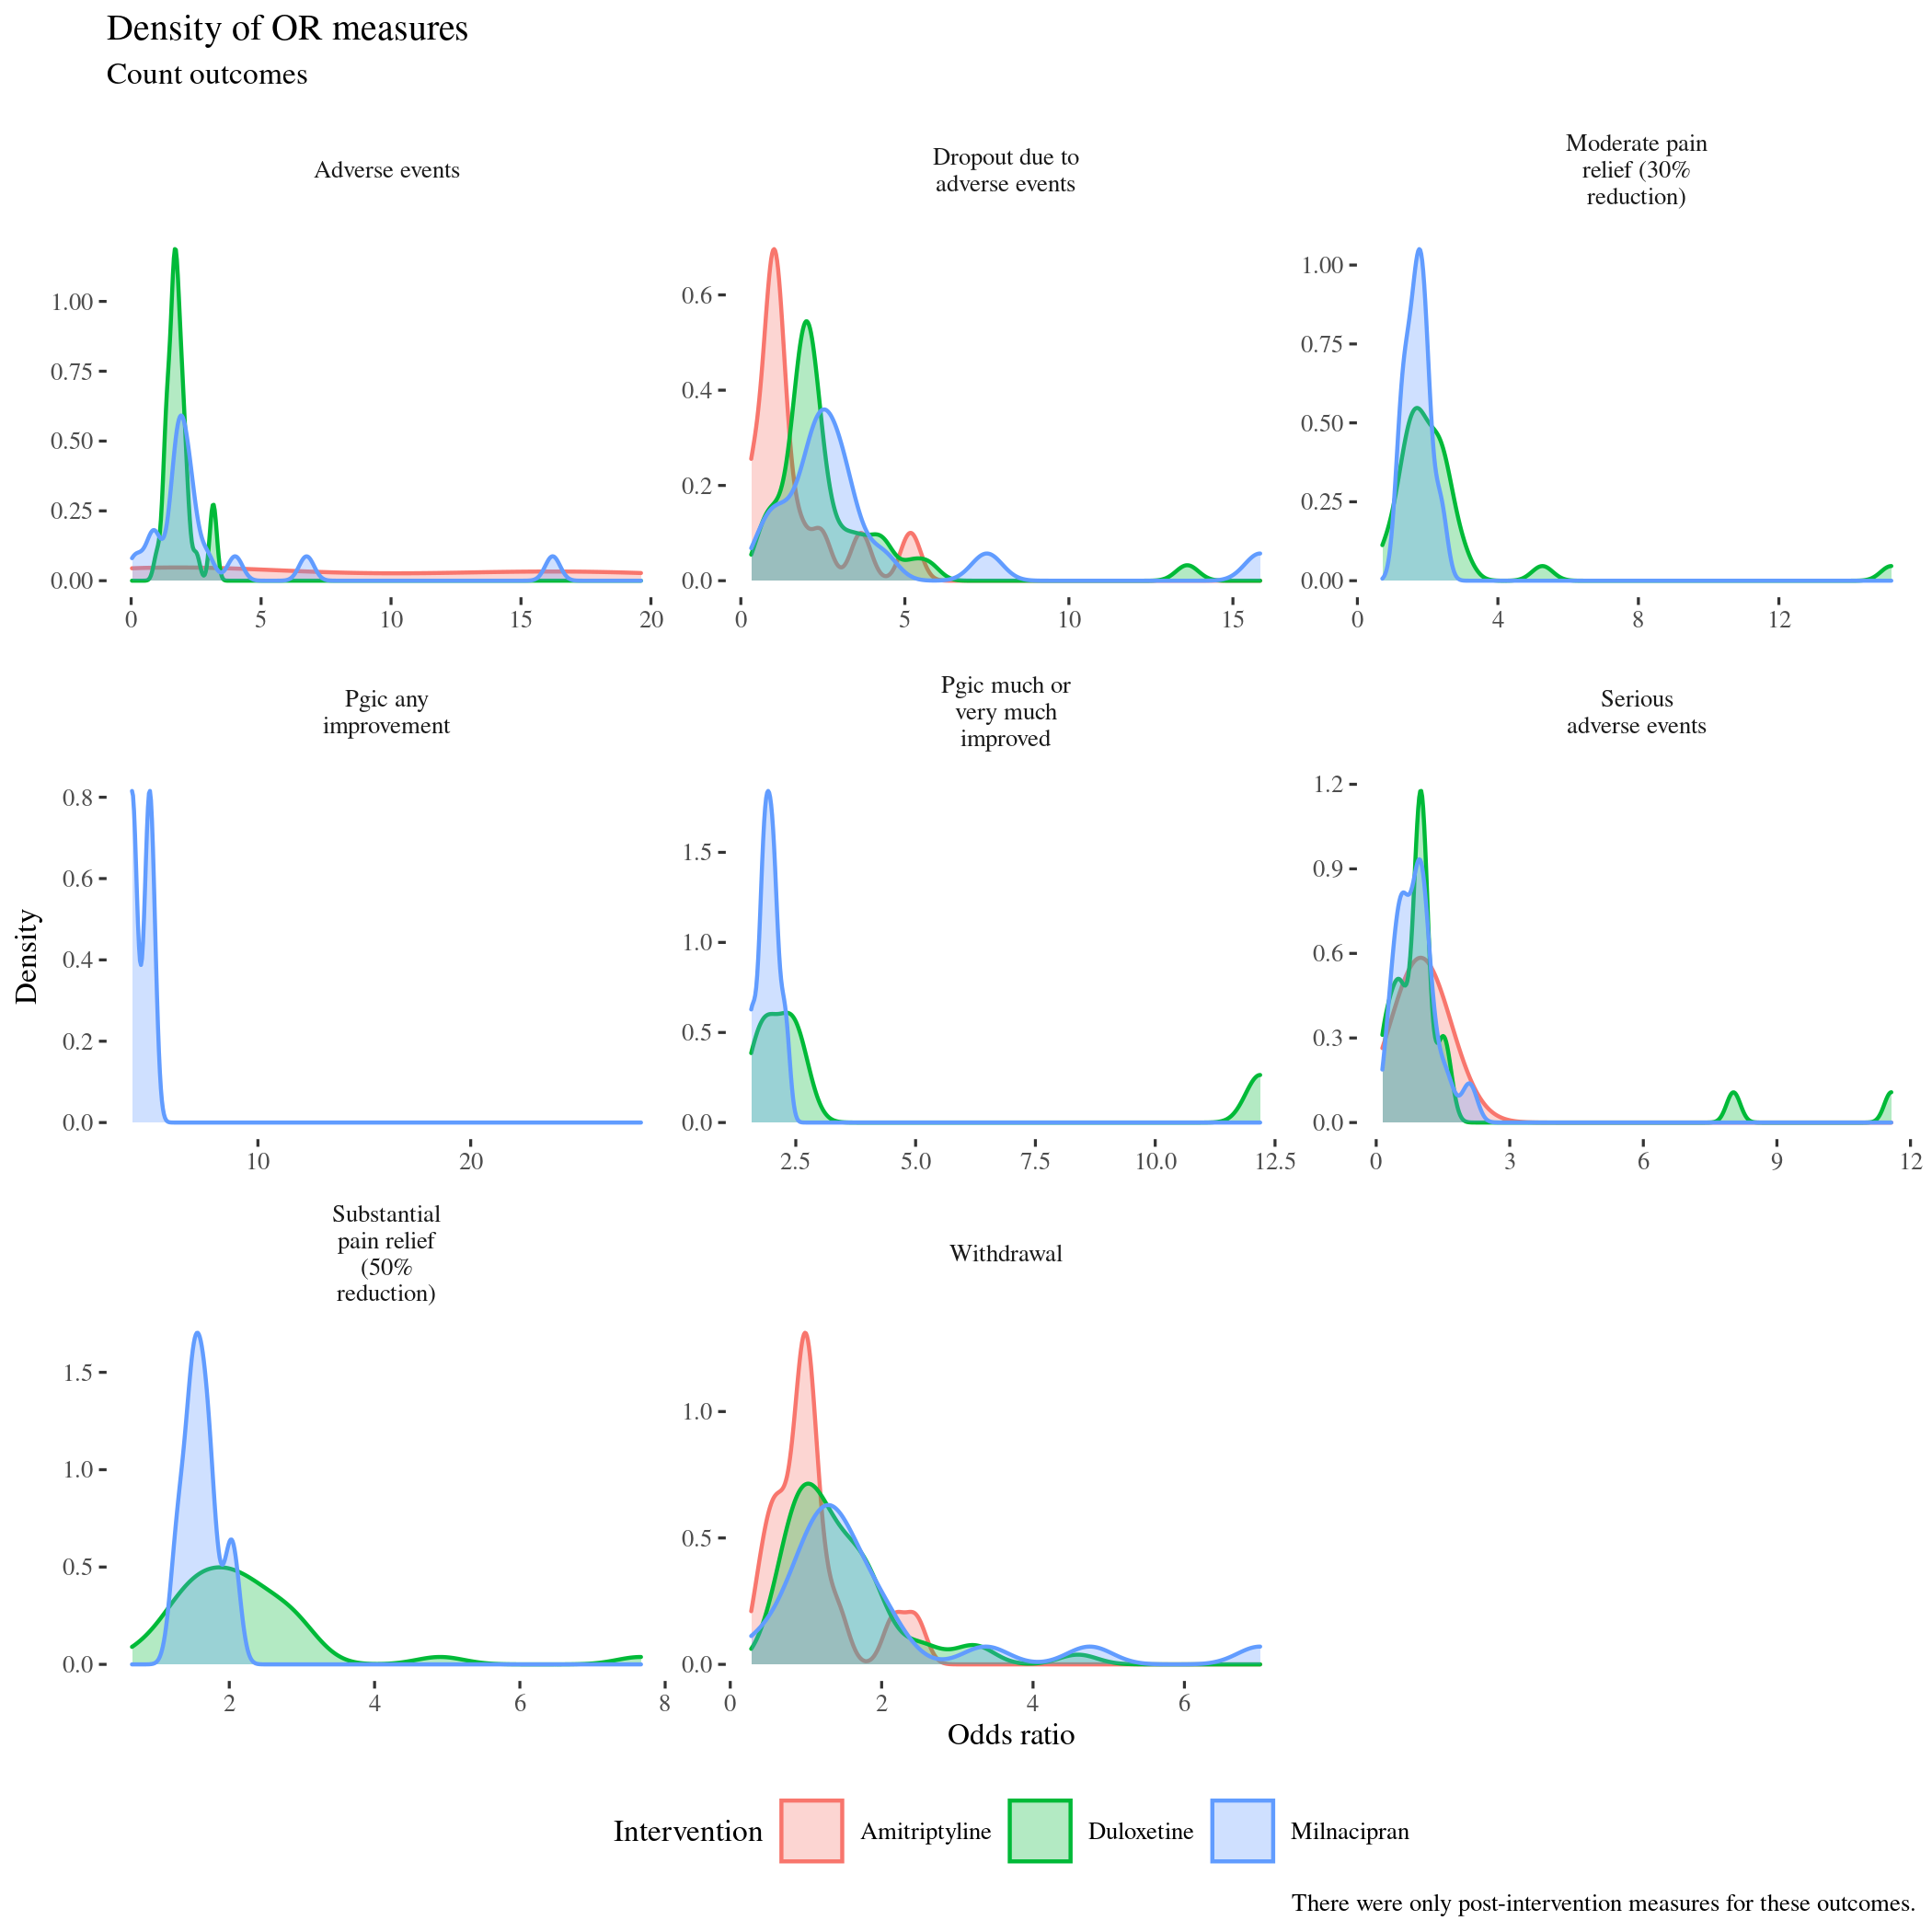 Density of OR measures
Count outcomes
Adverse events
Dropout due to
adverse events
Moderate pain
relief (30%
reduction)
1.00
0.75
0.50
0.25
0.00
0 5 10 15 20
0.6
0.4
0.2
0.0
0 5 10 15
1.00
0.75
0.50
0.25
0.00
0 4 8 12
Pgic any
improvement
Pgic much or
very much
improved
Serious
adverse events
Density
0.8
0.6
0.4
0.2
0.0
10 20
1.5
1.0
0.5
0.0
2.5 5.0 7.5 10.0 12.5
1.2
0.9
0.6
0.3
0.0
0 3 6 9 12
Substantial
pain relief
(50%
reduction)
Withdrawal
1.5
1.0
0.5
0.0
2 4 6 8
1.0
0.5
0.0
0 2 4 6
Odds ratio
Intervention Amitriptyline Duloxetine Milnacipran
There were only post-intervention measures for these outcomes.